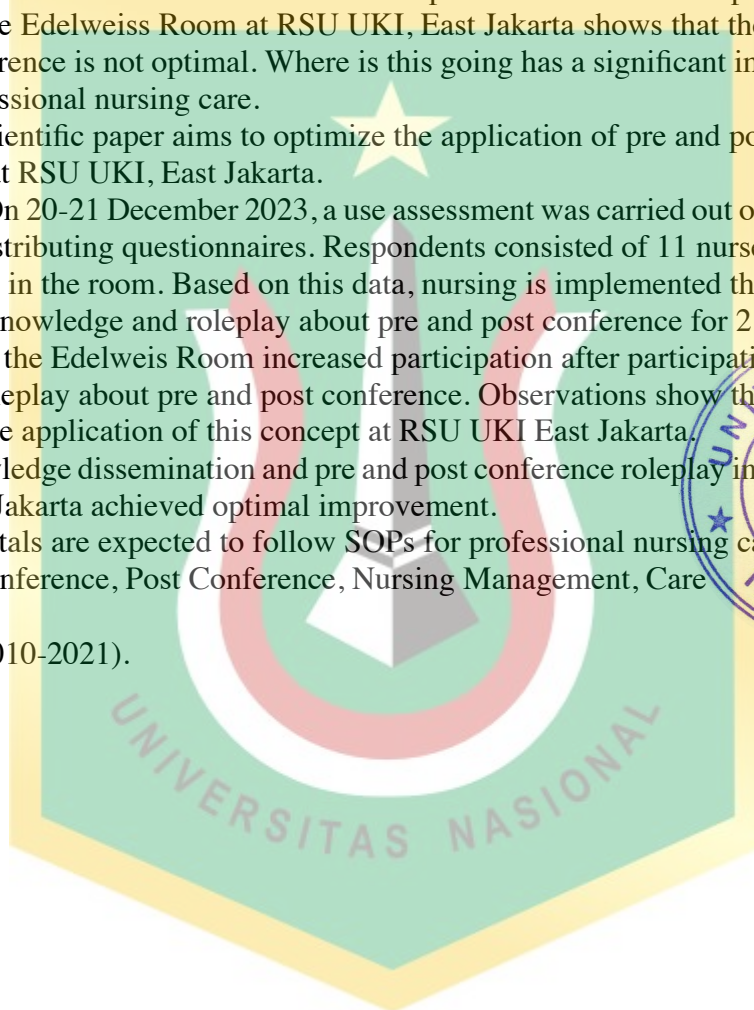 e Edelweiss Room at RSU UKI, East Jakarta shows that the
rence is not optimal. Where is this going has a significant im
ssional nursing care.
ientific paper aims to optimize the application of pre and po
t RSU UKI, East Jakarta.
On 20-21 December 2023, a use assessment was carried out o
stributing questionnaires. Respondents consisted of 11 nurse
in the room. Based on this data, nursing is implemented th
nowledge and roleplay about pre and post conference for 2
the Edelweis Room increased participation after participati
eplay about pre and post conference. Observations show th
e application of this concept at RSU UKI East Jakarta.
ledge dissemination and pre and post conference roleplay in
Jakarta achieved optimal improvement.
tals are expected to follow SOPs for professional nursing ca
nference, Post Conference, Nursing Management, Care
010-2021).
UNIVERSITAS NASIONAL
UN